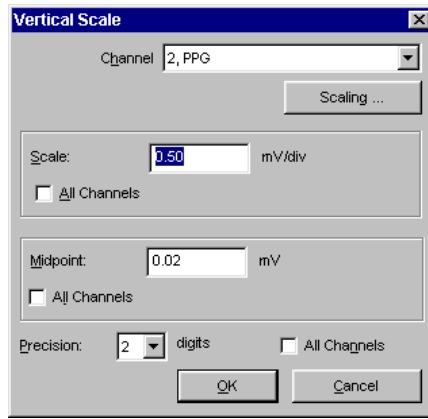 Vertical Scale
Channel 2, PPG
Scaling ...
Scale: 0.50 mV/div
All Channels
Midpoint: 0.02 mV
All Channels
Precision: 2 digits All Channels
OK Cancel